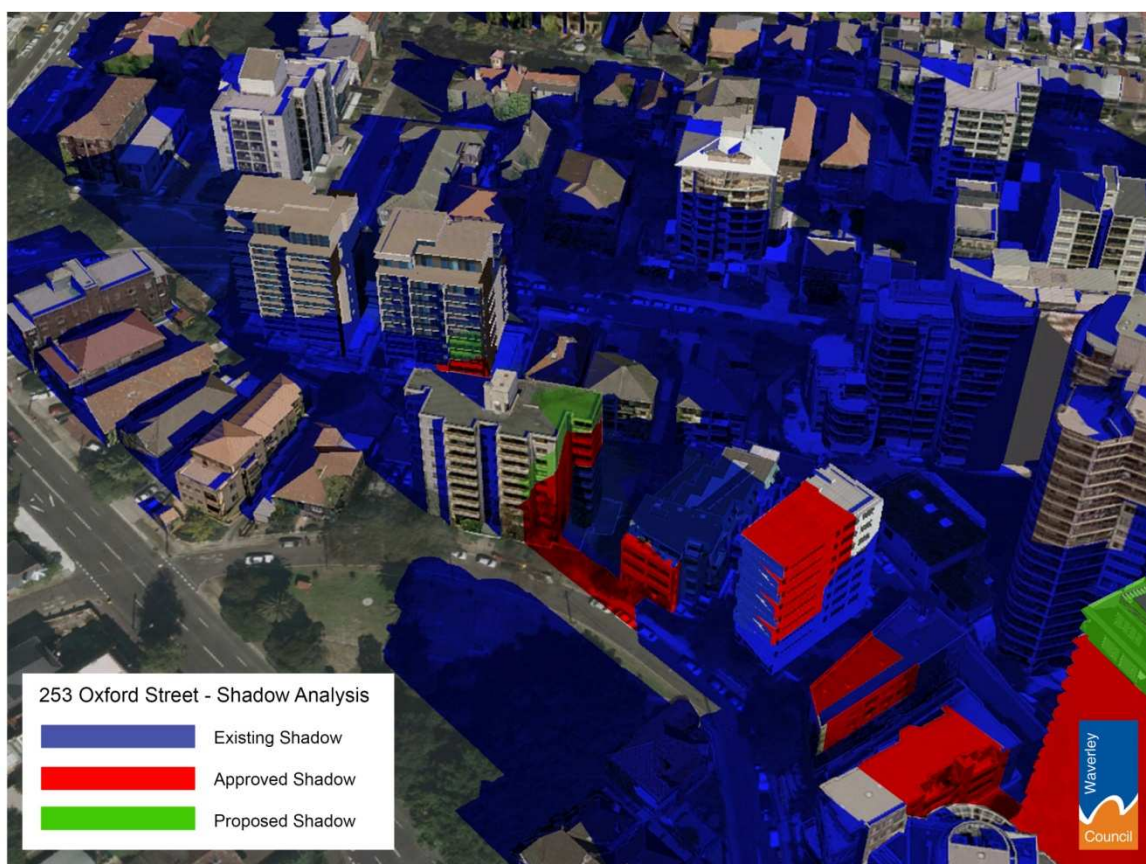 253 Oxford Street - Shadow Analysis
Existing Shadow
Approved Shadow
Proposed Shadow
Waverley
Council